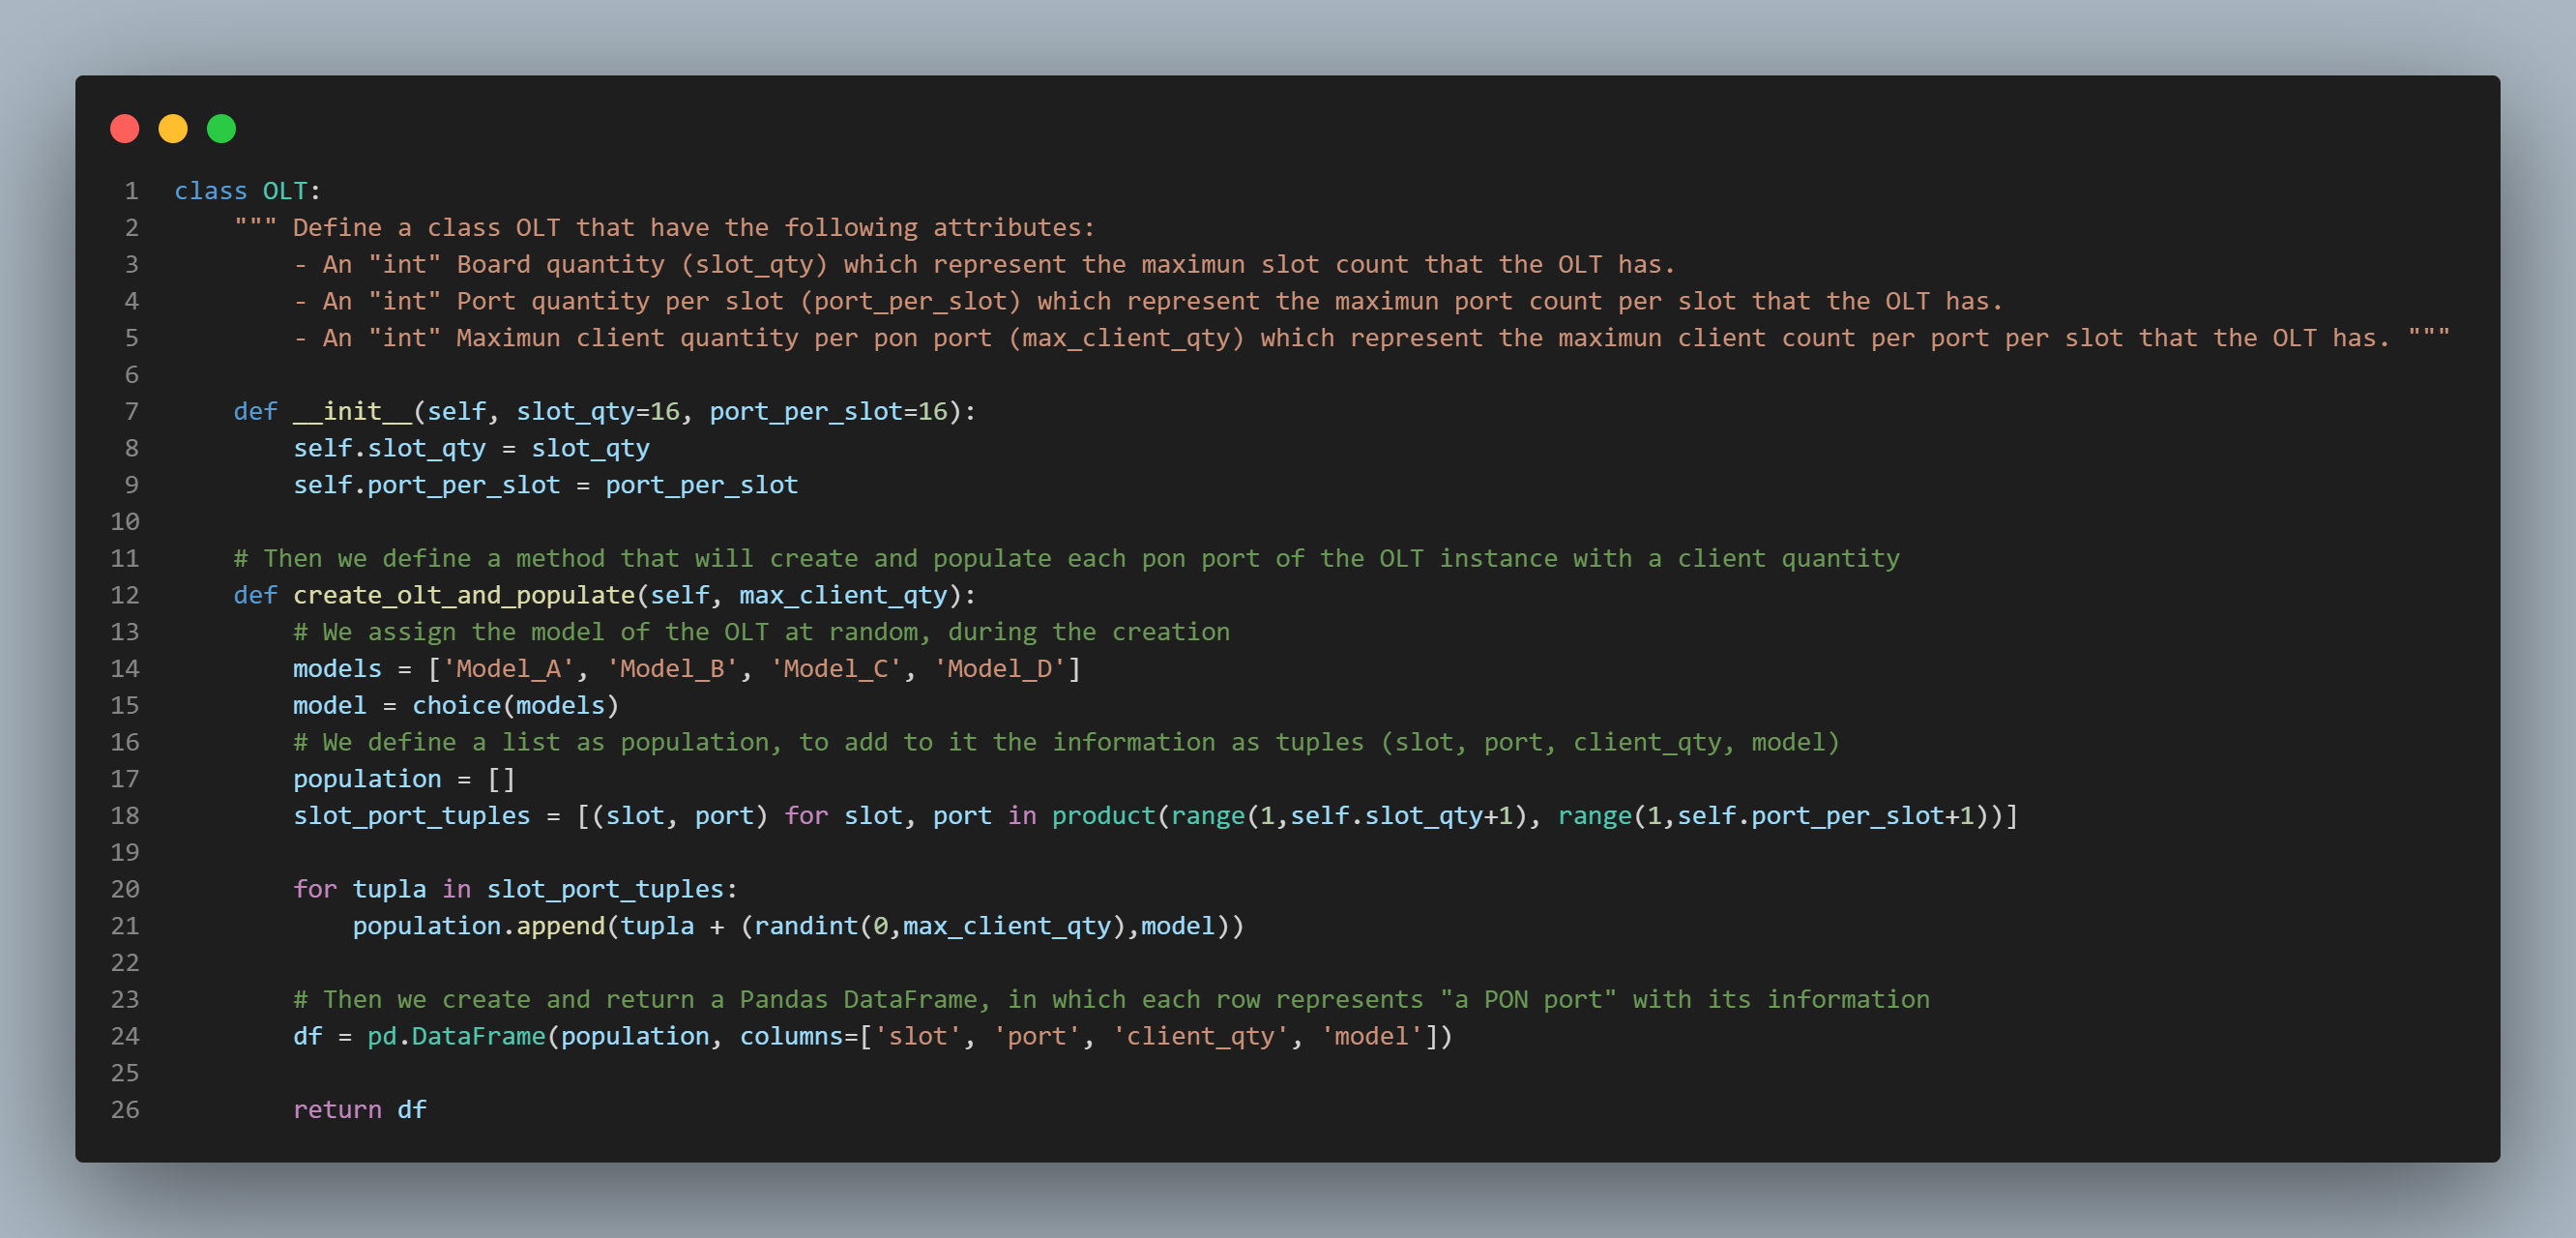 1 class OLT:
2     """ Define a class OLT that have the following attributes:
3         - An "int" Board quantity (slot_qty) which represent the maximun slot count that the OLT has.
4         - An "int" Port quantity per slot (port_per_slot) which represent the maximun port count per slot that the OLT has.
5         - An "int" Maximun client quantity per pon port (max_client_qty) which represent the maximun client count per port per slot that the OLT has. """
6
7     def __init__(self, slot_qty=16, port_per_slot=16):
8         self.slot_qty = slot_qty
9         self.port_per_slot = port_per_slot
10
11     # Then we define a method that will create and populate each pon port of the OLT instance with a client quantity
12     def create_olt_and_populate(self, max_client_qty):
13         # We assign the model of the OLT at random, during the creation
14         models = ['Model_A', 'Model_B', 'Model_C', 'Model_D']
15         model = choice(models)
16         # We define a list as population, to add to it the information as tuples (slot, port, client_qty, model)
17         population = []
18         slot_port_tuples = [(slot, port) for slot, port in product(range(1,self.slot_qty+1), range(1,self.port_per_slot+1))]
19
20         for tupla in slot_port_tuples:
21             population.append(tupla + (randint(0,max_client_qty),model))
22
23         # Then we create and return a Pandas DataFrame, in which each row represents "a PON port" with its information
24         df = pd.DataFrame(population, columns=['slot', 'port', 'client_qty', 'model'])
25
26         return df